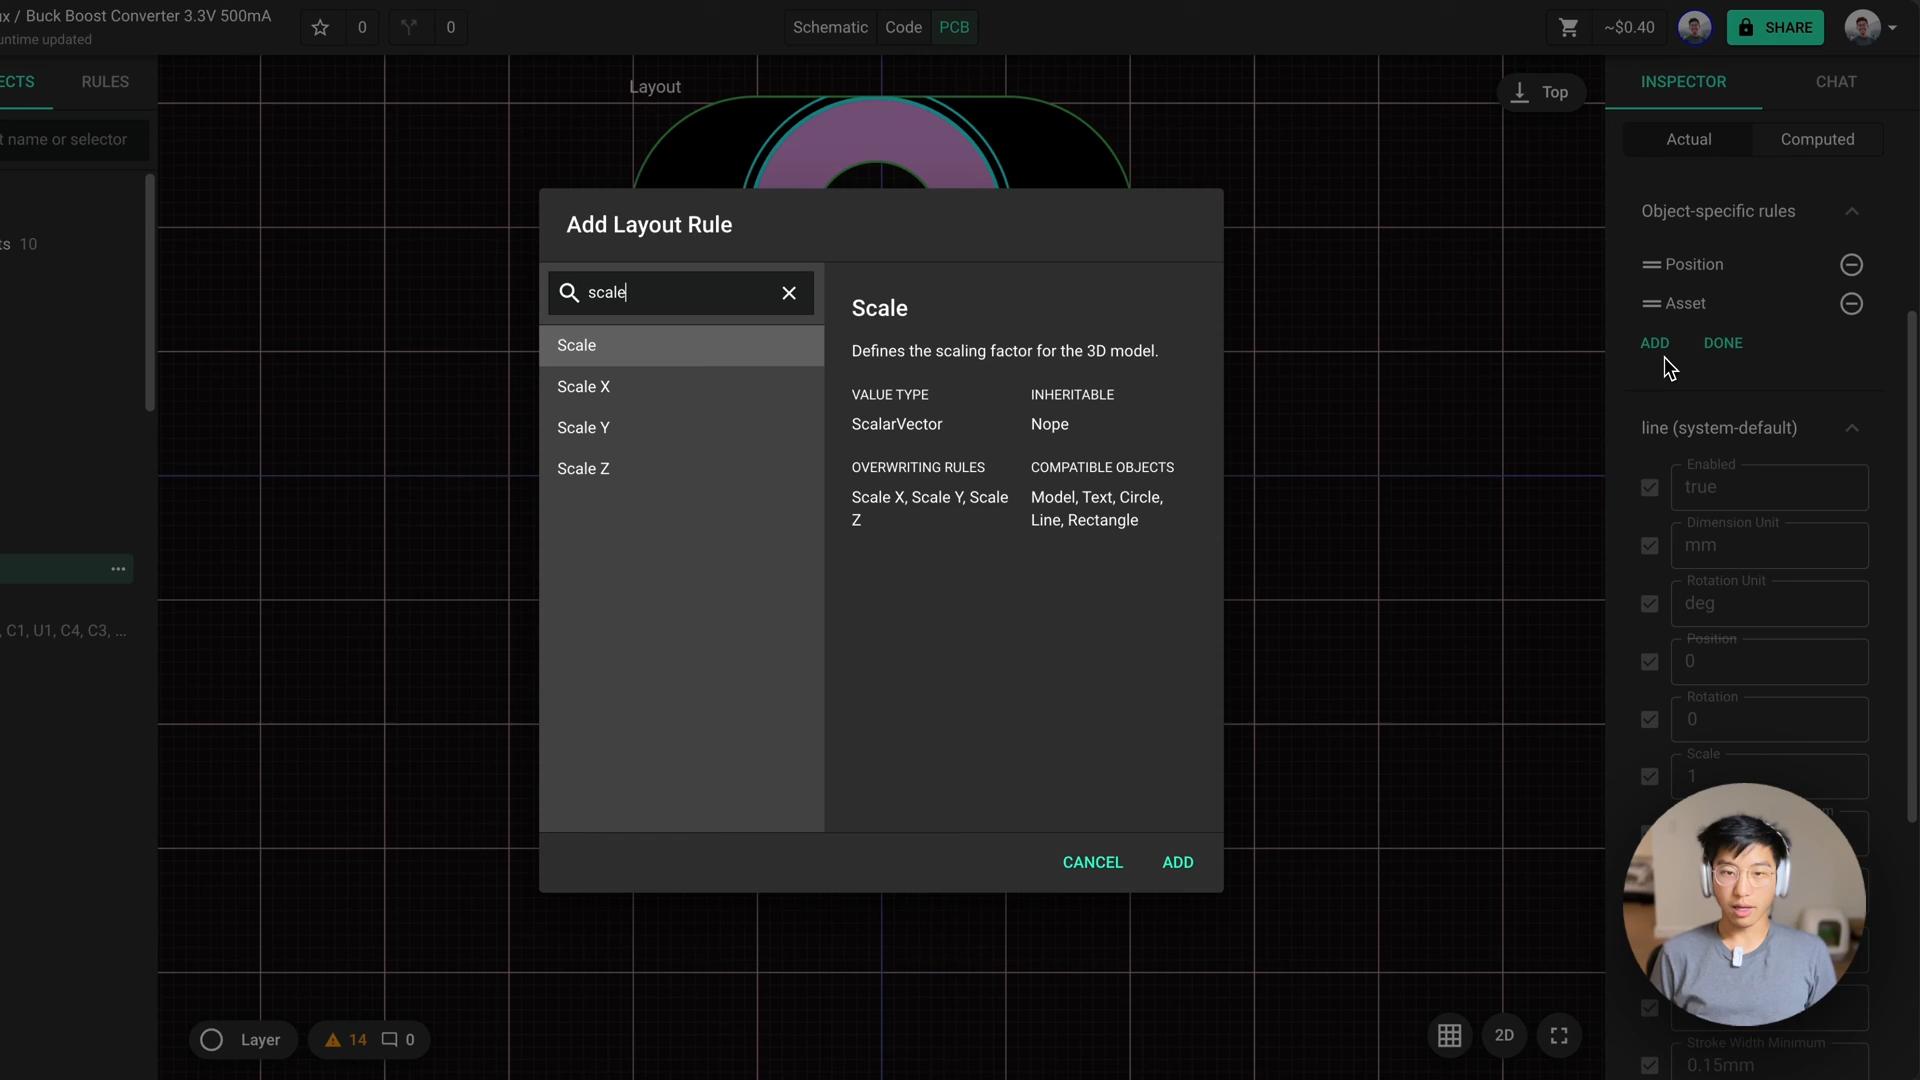 ux / Buck Boost Converter 3.3V 500mA
untime updated
0
0
Schematic
Code
PCB
~$0.40
SHARE
ECTS
RULES
t name or selector
ts 10
, C1, U1, C4, C3, ...
Layout
Top
Add Layout Rule
scale
Scale
Scale X
Scale Y
Scale Z
Scale
Defines the scaling factor for the 3D model.
VALUE TYPE
INHERITABLE
ScalarVector
Nope
OVERWRITING RULES
COMPATIBLE OBJECTS
Scale X, Scale Y, Scale
Z
Model, Text, Circle,
Line, Rectangle
CANCEL
ADD
Layer
14
0
2D
INSPECTOR
CHAT
Actual
Computed
Object-specific rules
Position
Asset
ADD
DONE
line (system-default)
Enabled
true
Dimension Unit
mm
Rotation Unit
deg
Position
0
Rotation
0
Scale
1
Stroke Width Minimum
0.15mm